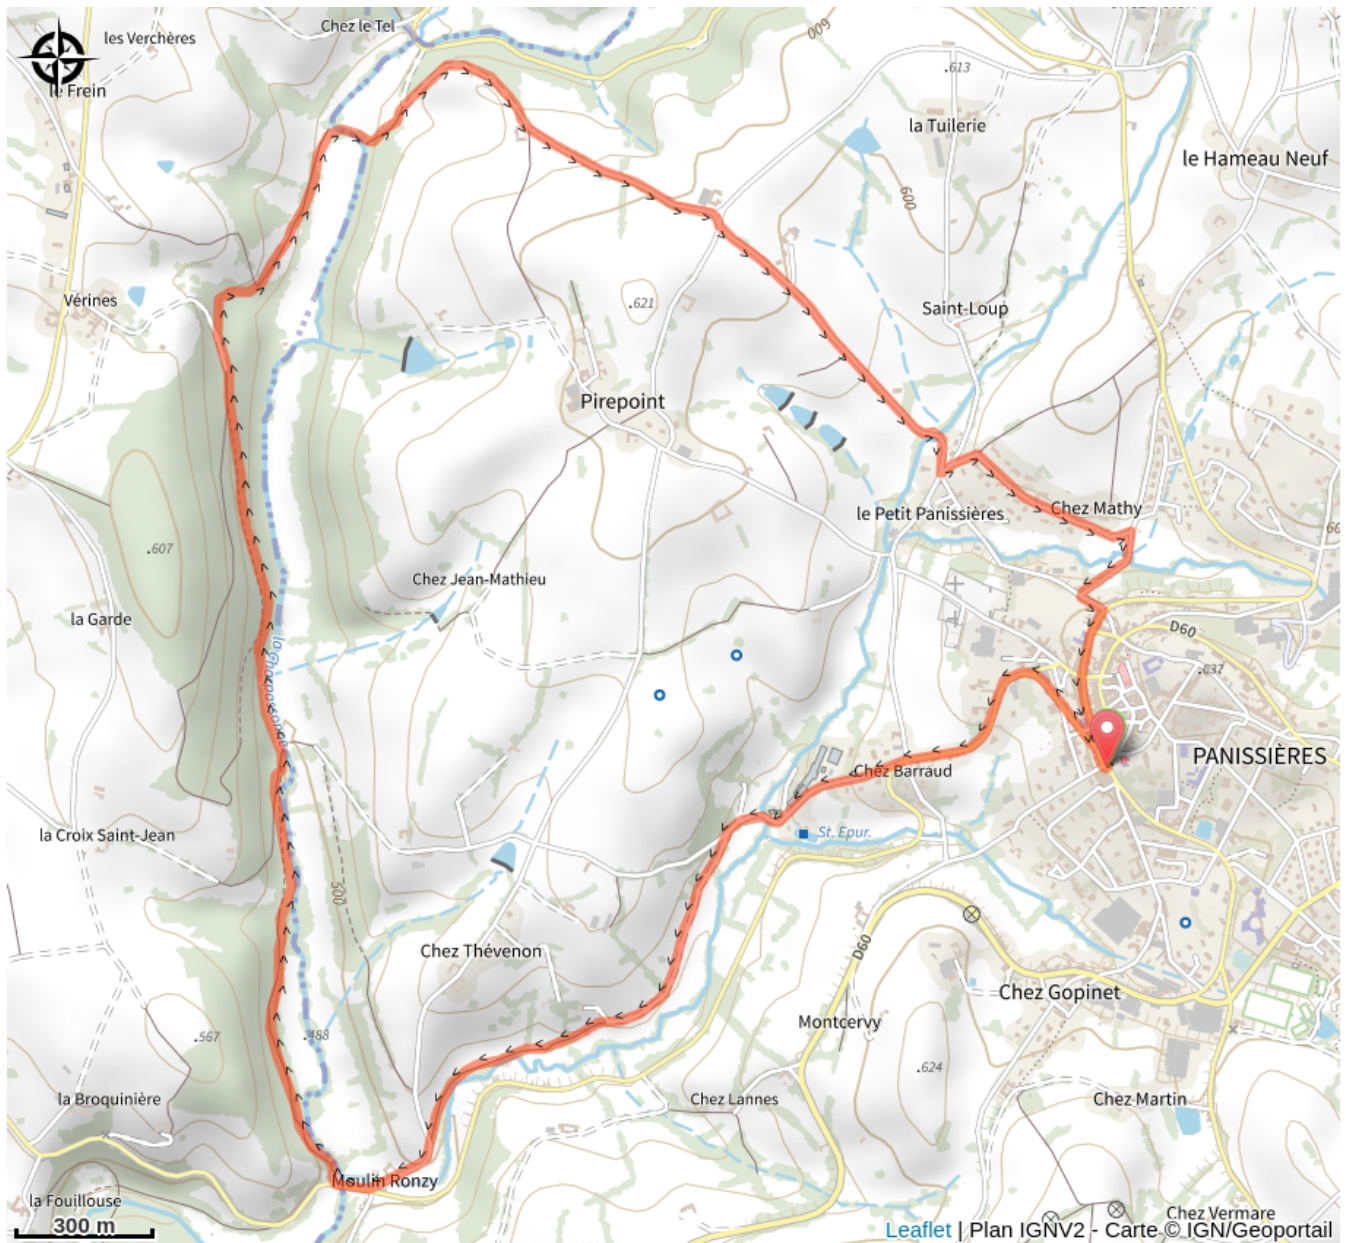 Chez le Tel
les Verchères
le Frein
600
.613
la Tuilerie
le Hameau Neuf
600
Vérines
.621
Saint-Loup
Pirepoint
le Petit Panissières
Chez Mathy
.607
Chez Jean-Mathieu
la Garde
D60
.637
PANISSIÈRES
Chez Barraud
St. Epur.
la Croix Saint-Jean
500
Chez Thévenon
D60
Chez Gopinet
Montcervy
.567
.488
.624
la Broquinière
Chez Lannes
Chez Martin
Moulin Ronzy
la Fouillouse
Chez Vermare
300 m
Leaflet | Plan IGNV2 - Carte © IGN/Geoportail